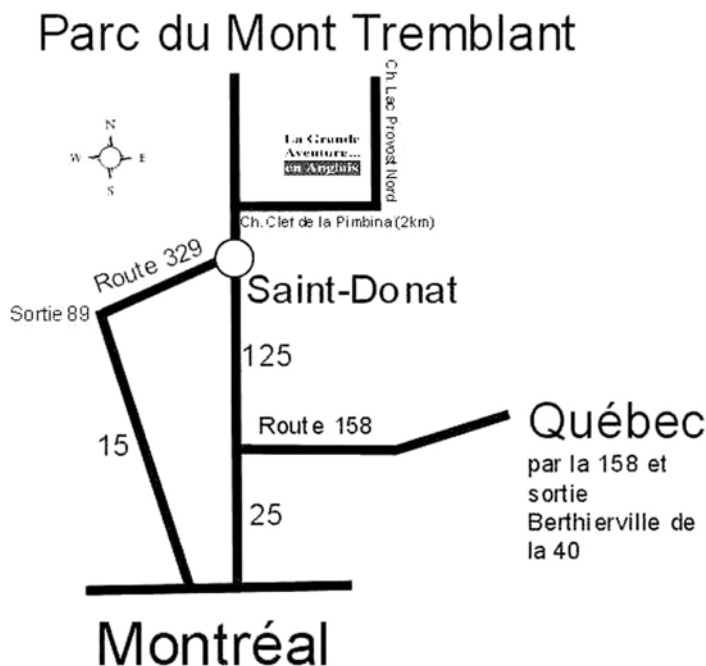 Parc du Mont Tremblant
Ch. Lac Provost Nord
N
W E
S
La Grande
Aventure...
en Anglais
Ch. Clef de la Pimbina (2km)
Route 329
Saint-Donat
Sortie 89
125
Route 158
Québec
par la 158 et
sortie
Berthierville de
la 40
15
25
Montréal